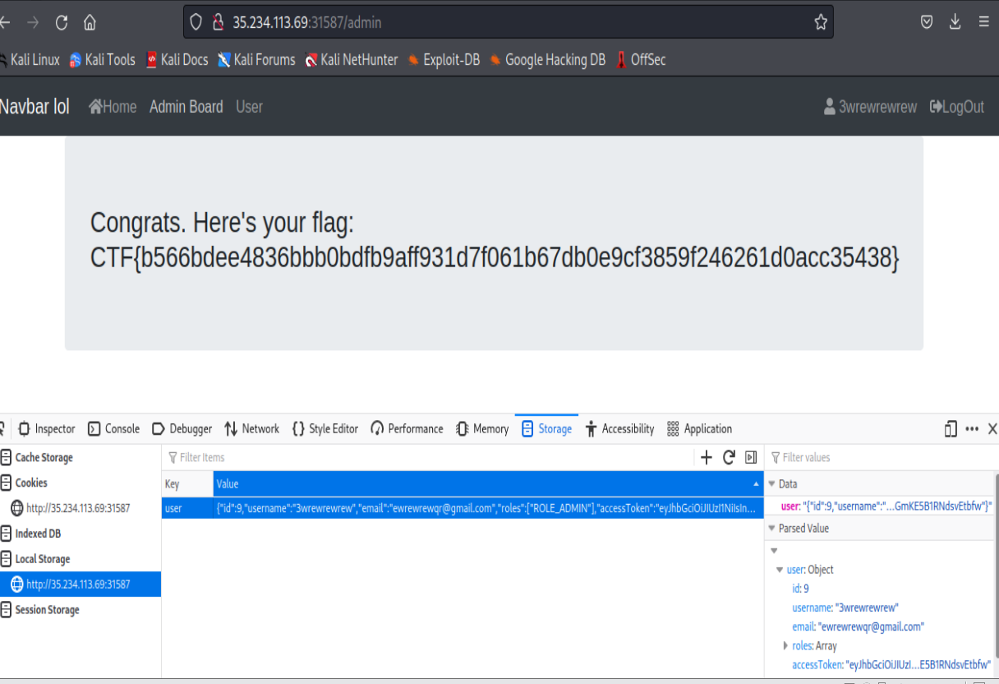 35.234.113.69:31587/admin
Kali Linux Kali Tools Kali Docs Kali Forums Kali NetHunter Exploit-DB Google Hacking DB OffSec
Navbar lol Home Admin Board User 3wrewrewrew LogOut
Congrats. Here's your flag:
CTF{b566bdee4836bbb0bdfb9aff931d7f061b67db0e9cf3859f246261d0acc35438}
Inspector Console Debugger Network Style Editor Performance Memory Storage Accessibility Application
Cache Storage
Cookies
http://35.234.113.69:31587
Indexed DB
Local Storage
http://35.234.113.69:31587
Session Storage
Filter Items
Key Value
user {"id":9,"username":"3wrewrewrew","email":"ewrewrewqr@gmail.com","roles":["ROLE_ADMIN"],"accessToken":"eyJhbGciOiJIUzI1NiIsIn...
Filter values
Data
user: "{"id":9,"username":"...GmKE5B1RNdsvEtbfw"}"
Parsed Value
user: Object
id: 9
username: "3wrewrewrew"
email: "ewrewrewqr@gmail.com"
roles: Array
accessToken: "eyJhbGciOiJIUzI...E5B1RNdsvEtbfw"